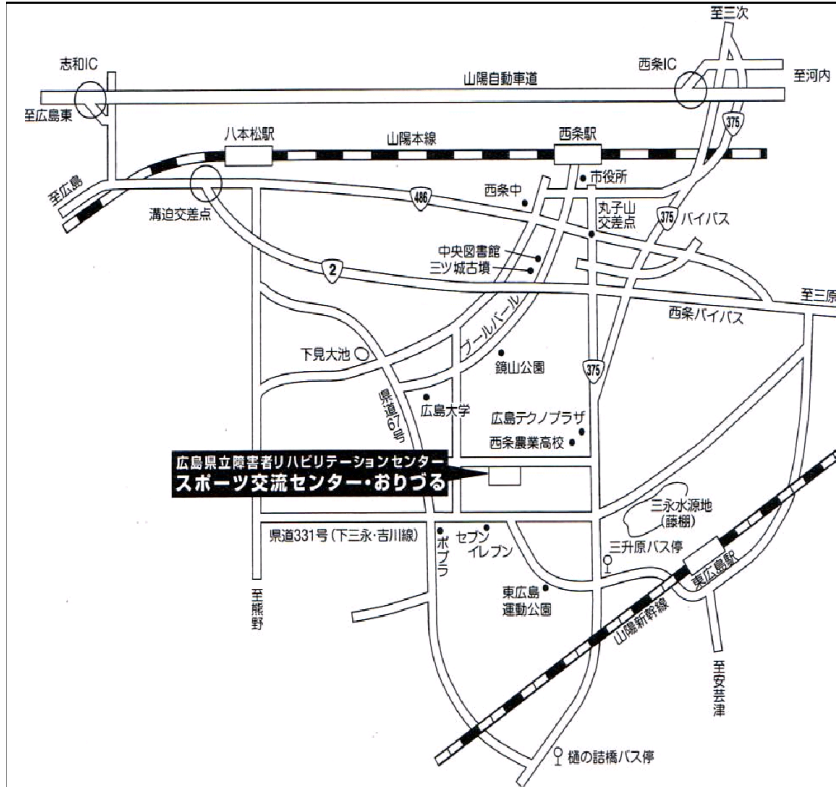 至三次
志和IC
西条IC
山陽自動車道
至河内
至広島東
375
八本松駅
山陽本線
西条駅
市役所
至広島
486
西条中
丸子山
交差点
375
バイパス
溝迫交差点
中央図書館
三ツ城古墳
2
至三原
西条バイパス
ブールバール
下見大池
鏡山公園
375
県道67号
広島大学
広島テクノプラザ
西条農業高校
広島県立障害者リハビリテーションセンター
スポーツ交流センター・おりづる
三永水源地
(藤棚)
県道331号(下三永・吉川線)
ポプラ
セブン
イレブン
三升原バス停
東広島駅
至熊野
東広島
運動公園
山陽新幹線
至安芸津
樋の詰橋バス停